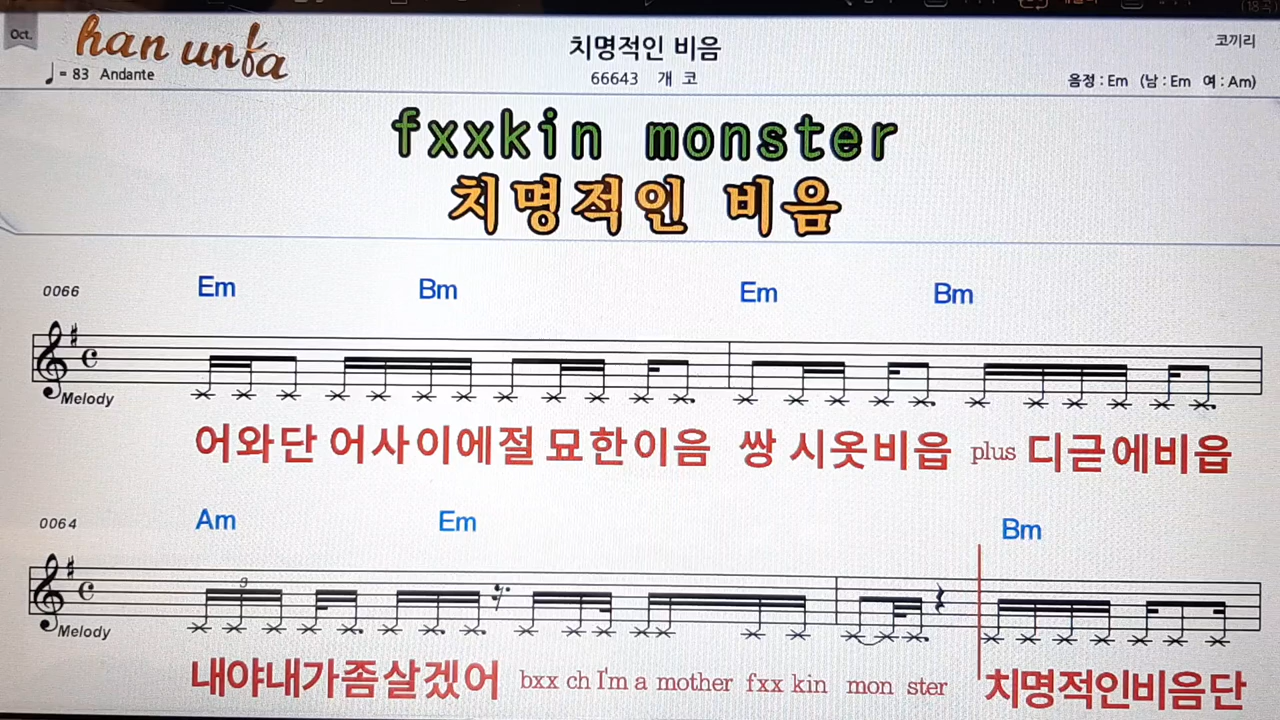 Oct. han unfa
치명적인 비음
코끼리
♩= 83 Andante
66643 개 코
음정 : Em (남 : Em 여 : Am)
fxxkin monster
치명적인 비음
0066 Em Bm Em Bm
Melody
어와단 어사이에절 묘한이음 쌍 시옷비읍 plus 디귿에비읍
0064 Am Em Bm
3
Melody
내야내가좀살겠어 bxx ch I'm a mother fxx kin mon ster 치명적인비음단